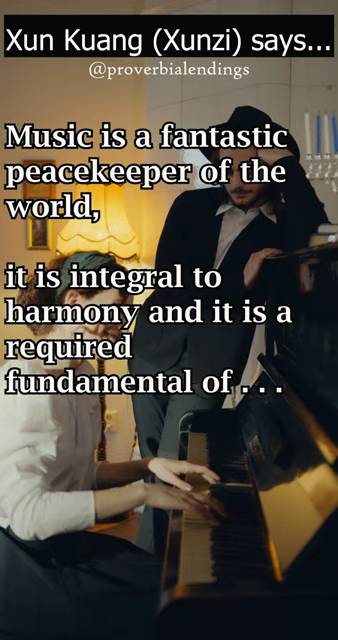 Xun Kuang (Xunzi) says...
@proverbialendings
Music is a fantastic
peacekeeper of the
world,
it is integral to
harmony and it is a
required
fundamental of . . .